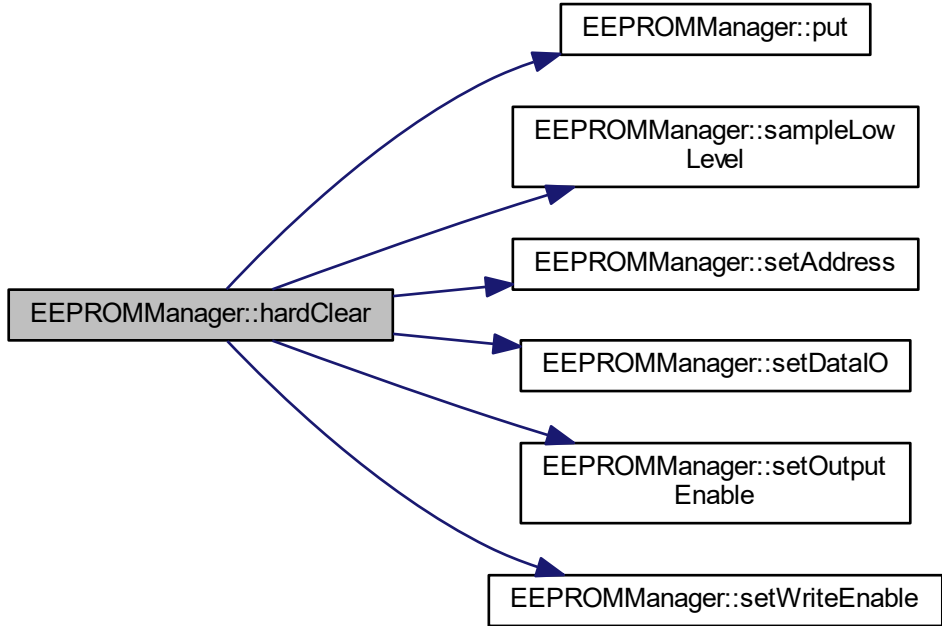 EEPROMManager::put
EEPROMManager::sampleLow
Level
EEPROMManager::setAddress
EEPROMManager::hardClear
EEPROMManager::setDataIO
EEPROMManager::setOutput
Enable
EEPROMManager::setWriteEnable